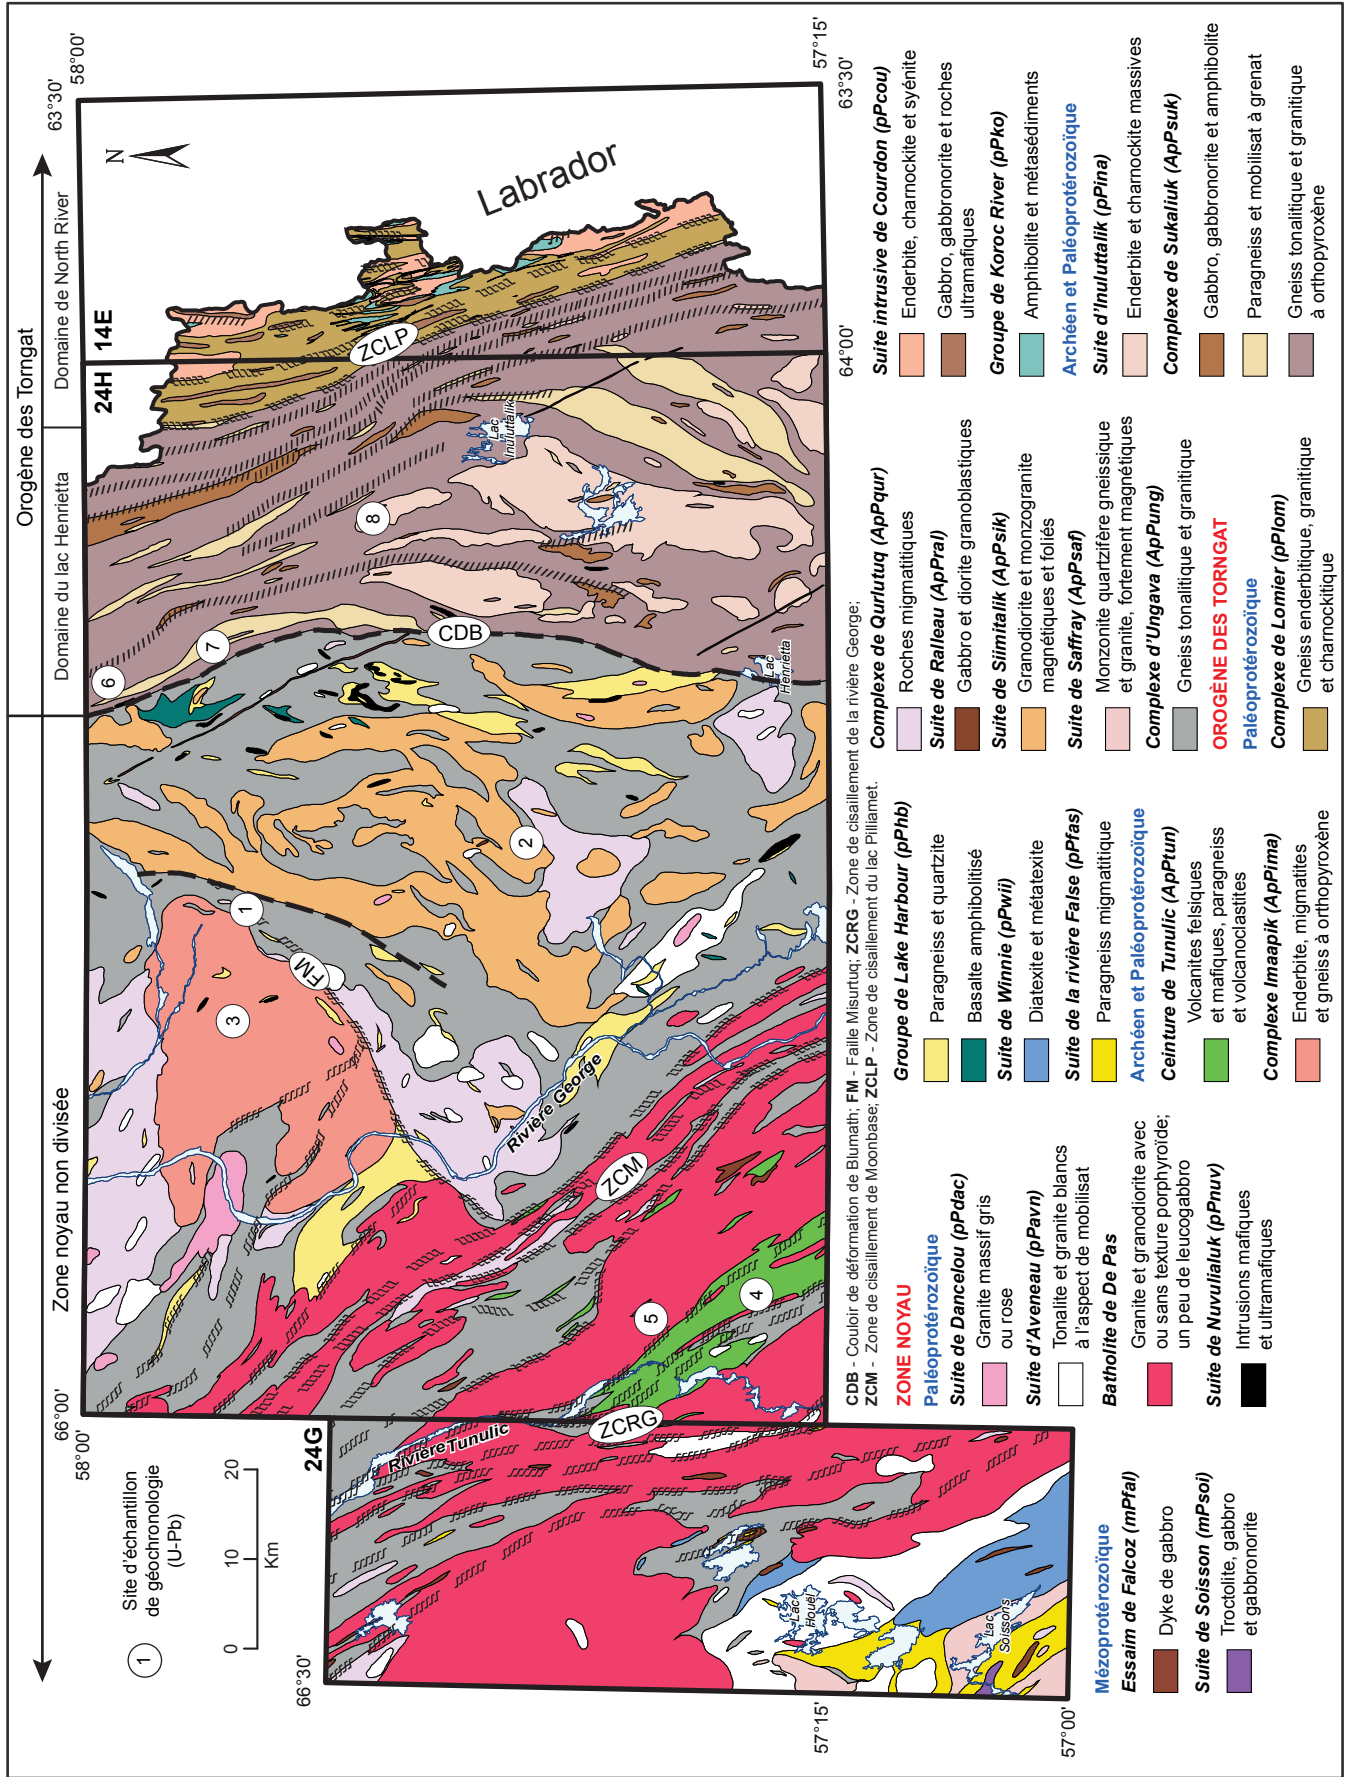 Orogène des Torngat
Zone noyau non divisée
Domaine du lac Henrietta
Domaine de North River
66°30'
66°00'
64°00'
63°30'
63°30'
58°00'
58°00'
57°15'
57°15'
57°00'
N
24G
24H
14E
Labrador
1
Site d'échantillon
de géochronologie
(U-Pb)
0
10
20
Km
1
2
3
4
5
6
7
8
FM
CDB
ZCLP
ZCM
ZCRG
Rivière George
Rivière Tunulic
Lac
Inuluttalik
Lac
Henrietta
Lac
Houël
Lac
Soissons
CDB - Couloir de déformation de Blumath; FM - Faille Misurtuq; ZCRG - Zone de cisaillement de la rivière George;
ZCM - Zone de cisaillement de Moonbase; ZCLP - Zone de cisaillement du lac Pilliamet.
Mézoprotérozoïque
Essaim de Falcoz (mPfal)
Dyke de gabbro
Suite de Soisson (mPsoi)
Troctolite, gabbro
et gabbronorite
ZONE NOYAU
Paléoprotérozoïque
Suite de Dancelou (pPdac)
Granite massif gris
ou rose
Suite d'Aveneau (pPavn)
Tonalite et granite blancs
à l'aspect de mobilisat
Batholite de De Pas
Granite et granodiorite avec
ou sans texture porphyroïde;
un peu de leucogabbro
Suite de Nuvulialuk (pPnuv)
Intrusions mafiques
et ultramafiques
Groupe de Lake Harbour (pPhb)
Paragneiss et quartzite
Basalte amphibolitisé
Suite de Winnie (pPwii)
Diatexite et métatexite
Suite de la rivière False (pPfas)
Paragneiss migmatitique
Archéen et Paléoprotérozoïque
Ceinture de Tunulic (ApPtun)
Volcanites felsiques
et mafiques, paragneiss
et volcanoclastites
Complexe Imaapik (ApPima)
Enderbite, migmatites
et gneiss à orthopyroxène
Complexe de Qurlutuq (ApPqur)
Roches migmatitiques
Suite de Ralleau (ApPral)
Gabbro et diorite granoblastiques
Suite de Siimitalik (ApPsik)
Granodiorite et monzogranite
magnétiques et foliés
Suite de Saffray (ApPsaf)
Monzonite quartzifère gneissique
et granite, fortement magnétiques
Complexe d'Ungava (ApPung)
Gneiss tonalitique et granitique
OROGÈNE DES TORNGAT
Paléoprotérozoïque
Complexe de Lomier (pPlom)
Gneiss enderbitique, granitique
et charnockitique
Suite intrusive de Courdon (pPcou)
Enderbite, charnockite et syénite
Gabbro, gabbronorite et roches
ultramafiques
Groupe de Koroc River (pPko)
Amphibolite et métasédiments
Archéen et Paléoprotérozoïque
Suite d'Inuluttalik (pPina)
Enderbite et charnockite massives
Complexe de Sukaliuk (ApPsuk)
Gabbro, gabbronorite et amphibolite
Paragneiss et mobilisat à grenat
Gneiss tonalitique et granitique
à orthopyroxène